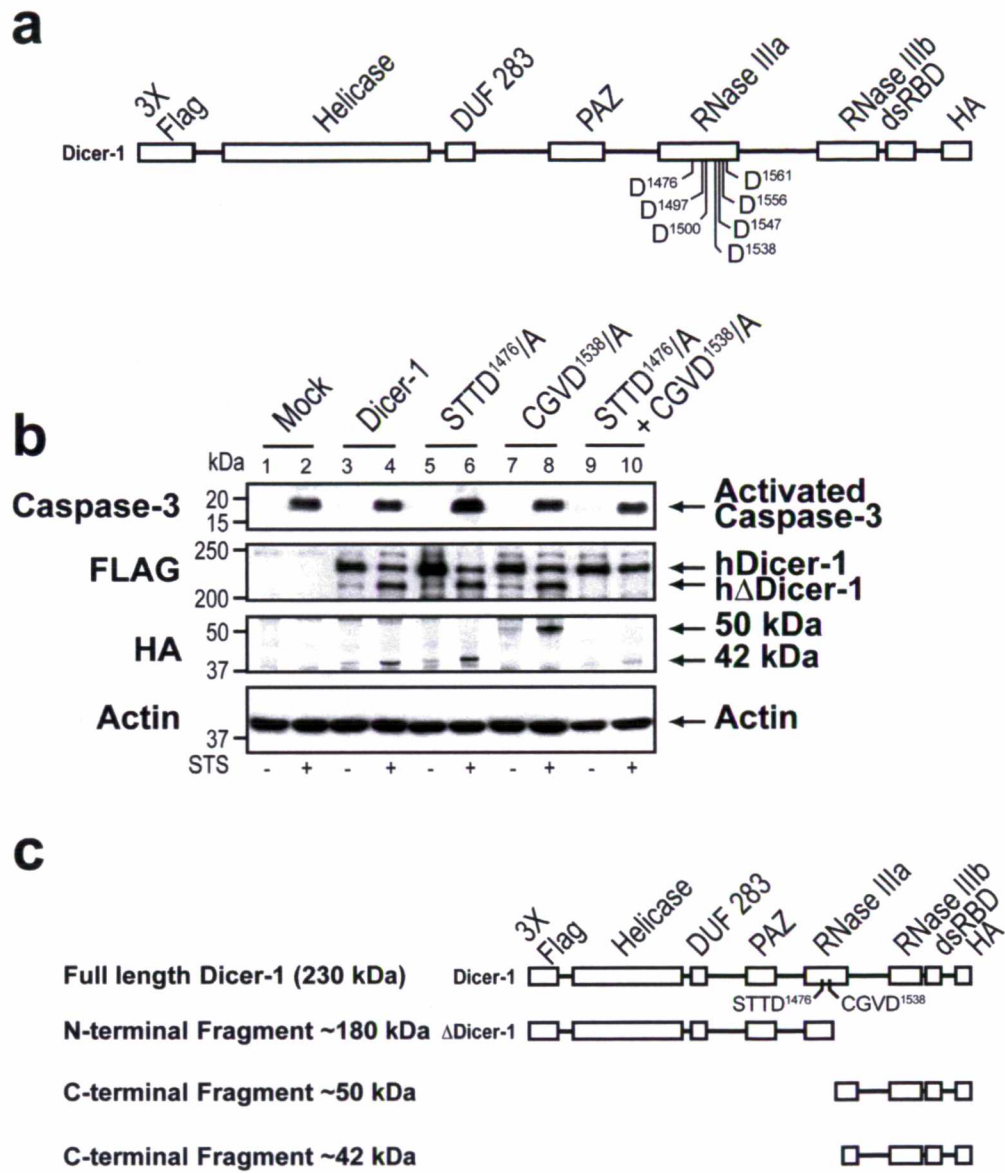 a
3X Flag Helicase DUF 283 PAZ RNase IIIa RNase IIIb dsRBD HA
Dicer-1
D1476 D1561
D1497 D1556
D1500 D1547
D1538
b
Mock Dicer-1 STTD1476/A CGVD1538/A STTD1476/A + CGVD1538/A
kDa 1 2 3 4 5 6 7 8 9 10
Caspase-3 20 15 Activated Caspase-3
FLAG 250 200 hDicer-1 hΔDicer-1
HA 50 37 50 kDa 42 kDa
Actin 37 Actin
STS - + - + - + - + - +
c
3X Flag Helicase DUF 283 PAZ RNase IIIa RNase IIIb dsRBD HA
Full length Dicer-1 (230 kDa) Dicer-1
STTD1476 CGVD1538
N-terminal Fragment ~180 kDa ΔDicer-1
C-terminal Fragment ~50 kDa
C-terminal Fragment ~42 kDa